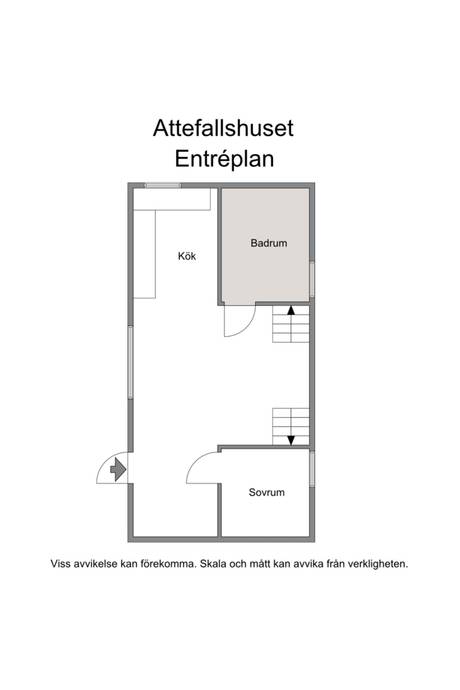 Attefallshuset
Entréplan
Badrum
Kök
Sovrum
Viss avvikelse kan förekomma. Skala och mått kan avvika från verkligheten.